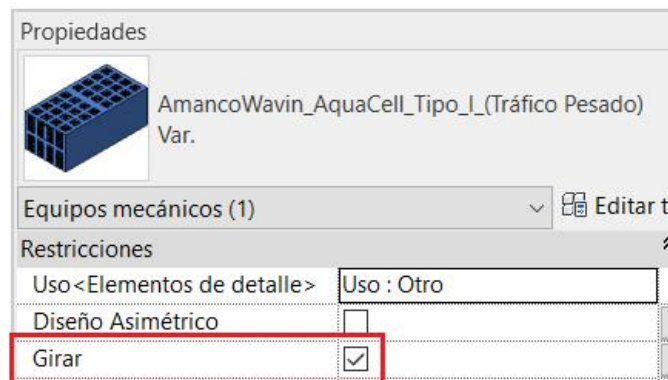 Propiedades
AmancoWavin_AquaCell_Tipo_I_(Tráfico Pesado)
Var.
Equipos mecánicos (1)
Editar t
Restricciones
Uso<Elementos de detalle> Uso : Otro
Diseño Asimétrico
Girar